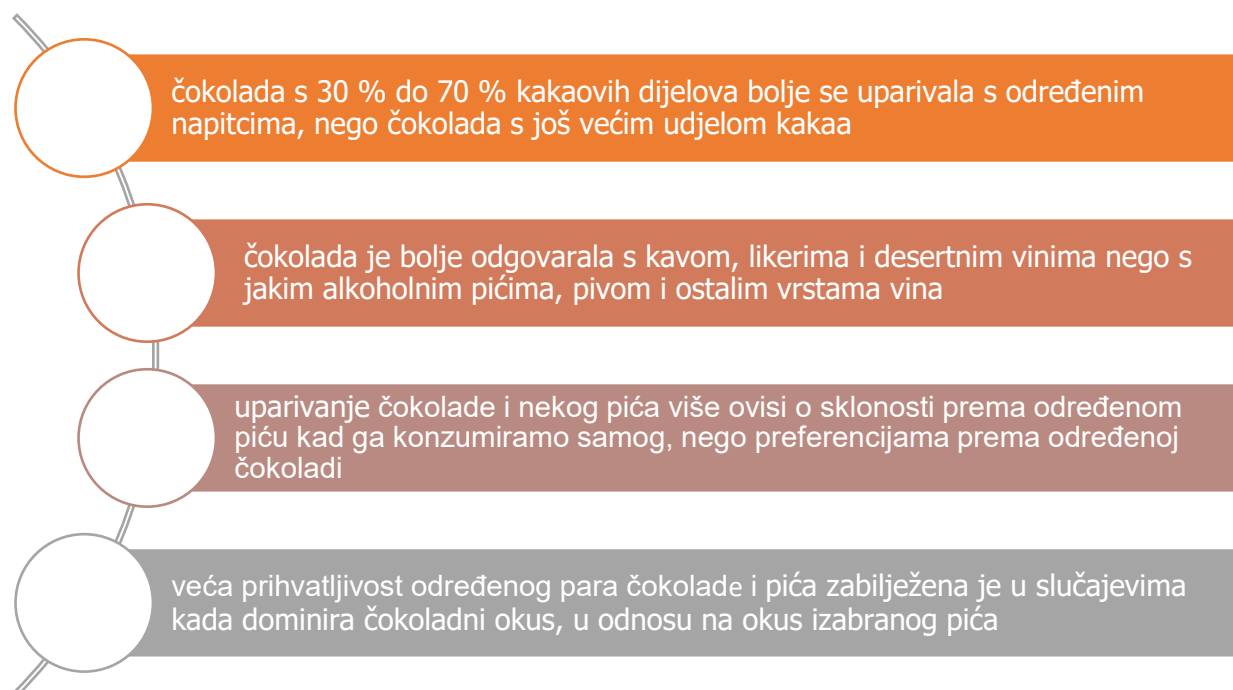 čokolada s 30 % do 70 % kakaovih dijelova bolje se uparivala s određenim
napitcima, nego čokolada s još većim udjelom kakaa
čokolada je bolje odgovarala s kavom, likerima i desertnim vinima nego s
jakim alkoholnim pićima, pivom i ostalim vrstama vina
uparivanje čokolade i nekog pića više ovisi o sklonosti prema određenom
piću kad ga konzumiramo samog, nego preferencijama prema određenoj
čokoladi
veća prihvatljivost određenog para čokolade i pića zabilježena je u slučajevima
kada dominira čokoladni okus, u odnosu na okus izabranog pića